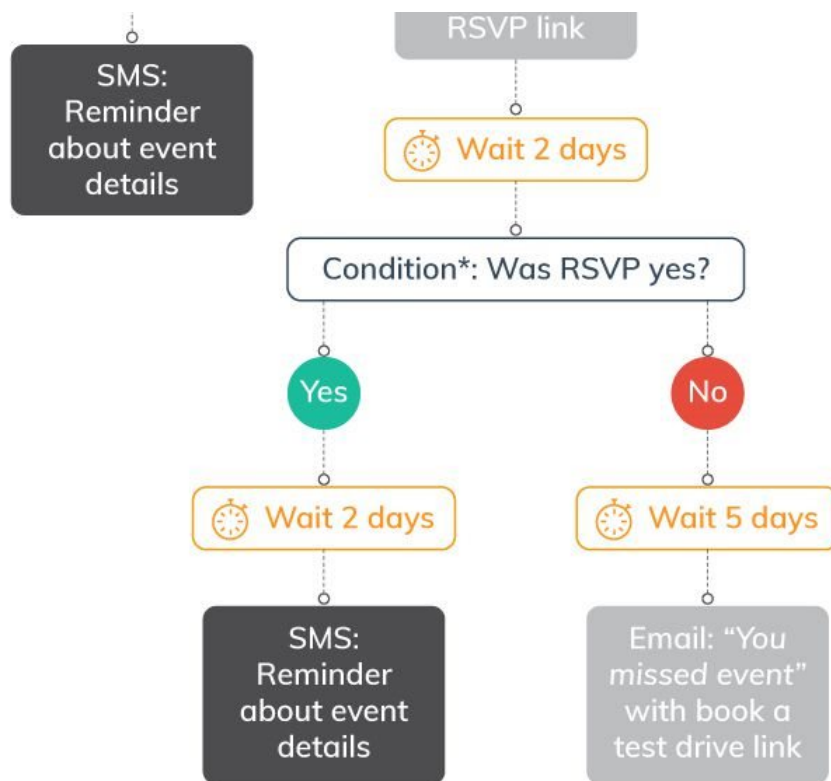 RSVP link
SMS:
Reminder
about event
details
Wait 2 days
Condition*: Was RSVP yes?
Yes
No
Wait 2 days
Wait 5 days
SMS:
Reminder
about event
details
Email: “You
missed event”
with book a
test drive link